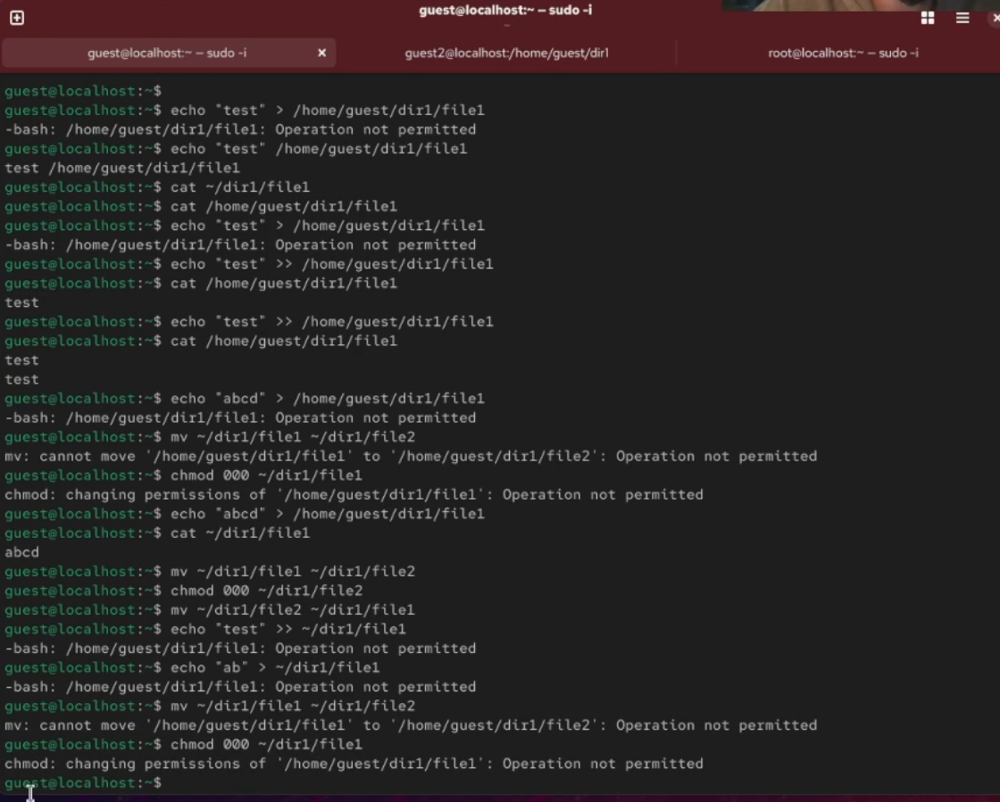 guest@localhost:~ — sudo -i
~
guest@localhost:~ — sudo -i
guest2@localhost:/home/guest/dir1
root@localhost:~ — sudo -i
guest@localhost:~$
guest@localhost:~$ echo "test" > /home/guest/dir1/file1
-bash: /home/guest/dir1/file1: Operation not permitted
guest@localhost:~$ echo "test" /home/guest/dir1/file1
test /home/guest/dir1/file1
guest@localhost:~$ cat ~/dir1/file1
guest@localhost:~$ cat /home/guest/dir1/file1
guest@localhost:~$ echo "test" > /home/guest/dir1/file1
-bash: /home/guest/dir1/file1: Operation not permitted
guest@localhost:~$ echo "test" >> /home/guest/dir1/file1
guest@localhost:~$ cat /home/guest/dir1/file1
test
guest@localhost:~$ echo "test" >> /home/guest/dir1/file1
guest@localhost:~$ cat /home/guest/dir1/file1
test
test
guest@localhost:~$ echo "abcd" > /home/guest/dir1/file1
-bash: /home/guest/dir1/file1: Operation not permitted
guest@localhost:~$ mv ~/dir1/file1 ~/dir1/file2
mv: cannot move '/home/guest/dir1/file1' to '/home/guest/dir1/file2': Operation not permitted
guest@localhost:~$ chmod 000 ~/dir1/file1
chmod: changing permissions of '/home/guest/dir1/file1': Operation not permitted
guest@localhost:~$ echo "abcd" > /home/guest/dir1/file1
guest@localhost:~$ cat ~/dir1/file1
abcd
guest@localhost:~$ mv ~/dir1/file1 ~/dir1/file2
guest@localhost:~$ chmod 000 ~/dir1/file2
guest@localhost:~$ mv ~/dir1/file2 ~/dir1/file1
guest@localhost:~$ echo "test" >> ~/dir1/file1
-bash: /home/guest/dir1/file1: Operation not permitted
guest@localhost:~$ echo "ab" > ~/dir1/file1
-bash: /home/guest/dir1/file1: Operation not permitted
guest@localhost:~$ mv ~/dir1/file1 ~/dir1/file2
mv: cannot move '/home/guest/dir1/file1' to '/home/guest/dir1/file2': Operation not permitted
guest@localhost:~$ chmod 000 ~/dir1/file1
chmod: changing permissions of '/home/guest/dir1/file1': Operation not permitted
guest@localhost:~$